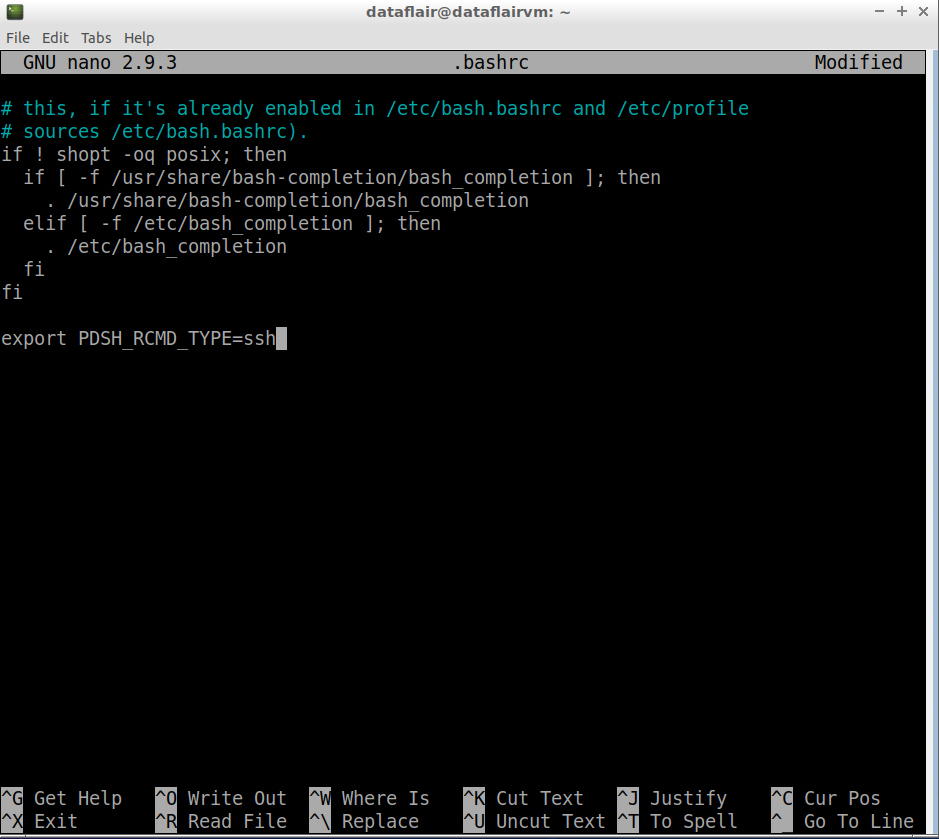 dataflair@dataflairvm: ~
File Edit Tabs Help
GNU nano 2.9.3 .bashrc Modified
# this, if it's already enabled in /etc/bash.bashrc and /etc/profile
# sources /etc/bash.bashrc).
if ! shopt -oq posix; then
  if [ -f /usr/share/bash-completion/bash_completion ]; then
    . /usr/share/bash-completion/bash_completion
  elif [ -f /etc/bash_completion ]; then
    . /etc/bash_completion
  fi
fi
export PDSH_RCMD_TYPE=ssh
^G Get Help ^O Write Out ^W Where Is ^K Cut Text ^J Justify ^C Cur Pos
^X Exit ^R Read File ^\ Replace ^U Uncut Text ^T To Spell ^_ Go To Line